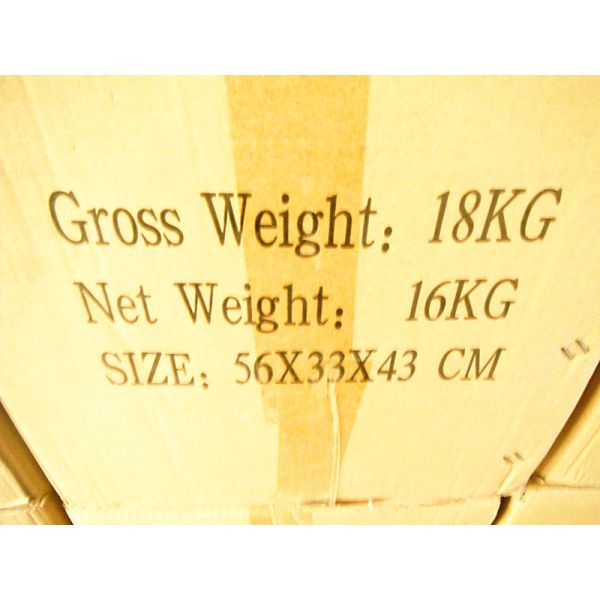 Gross Weight: 18KG
Net Weight: 16KG
SIZE: 56X33X43 CM